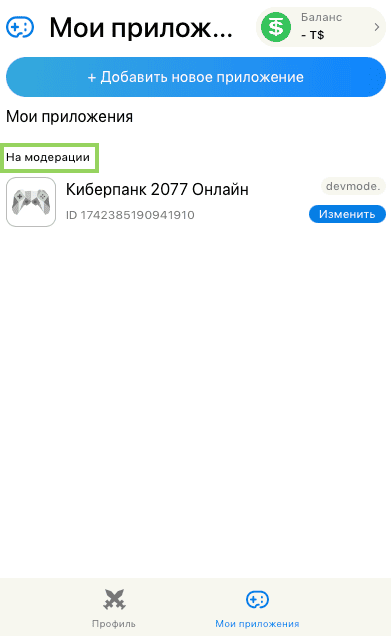 Мои прилож...
Баланс
- T$
+ Добавить новое приложение
Мои приложения
На модерации
Киберпанк 2077 Онлайн
devmode.
ID 1742385190941910
Изменить
Профиль
Мои приложения